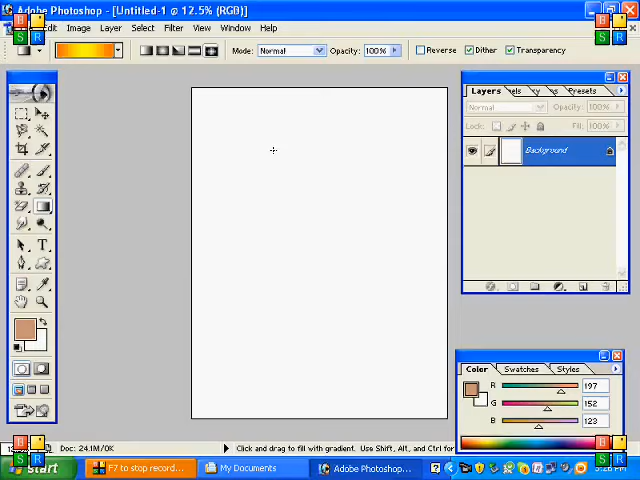 Adobe Photoshop - [Untitled-1 @ 12.5% (RGB)]
Image Layer Select Filter View Window Help
Mode: Normal Opacity: 100% Reverse Dither Transparency
Layers Presets
Normal Opacity: 100%
Lock: Fill: 100%
Background
T
Color Swatches Styles
R 197
G 152
B 123
Doc: 24.1M/0K Click and drag to fill with gradient. Use Shift, Alt, and Ctrl for
start F7 to stop record... My Documents Adobe Photoshop...
B
S R
B
S R
B
S R
B
S R